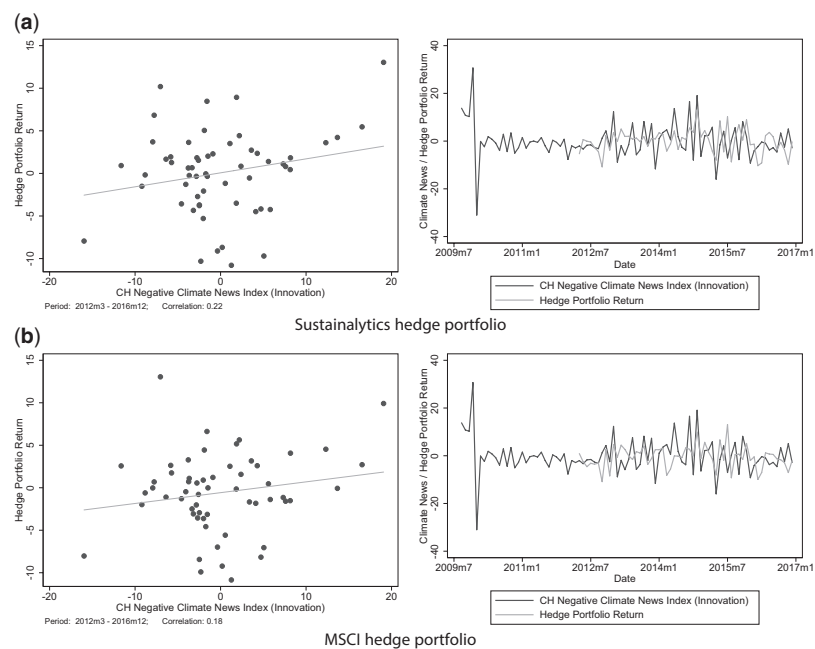 (a)
15
10
5
0
-5
-10
Hedge Portfolio Return
-20
-10
0
10
20
CH Negative Climate News Index (Innovation)
Period: 2012m3 - 2016m12; Correlation: 0.22
40
20
0
-20
-40
Climate News / Hedge Portfolio Return
2009m7
2011m1
2012m7
2014m1
2015m7
2017m1
Date
CH Negative Climate News Index (Innovation)
Hedge Portfolio Return
Sustainalytics hedge portfolio
(b)
15
10
5
0
-5
-10
Hedge Portfolio Return
-20
-10
0
10
20
CH Negative Climate News Index (Innovation)
Period: 2012m3 - 2016m12; Correlation: 0.18
40
20
0
-20
-40
Climate News / Hedge Portfolio Return
2009m7
2011m1
2012m7
2014m1
2015m7
2017m1
Date
CH Negative Climate News Index (Innovation)
Hedge Portfolio Return
MSCI hedge portfolio